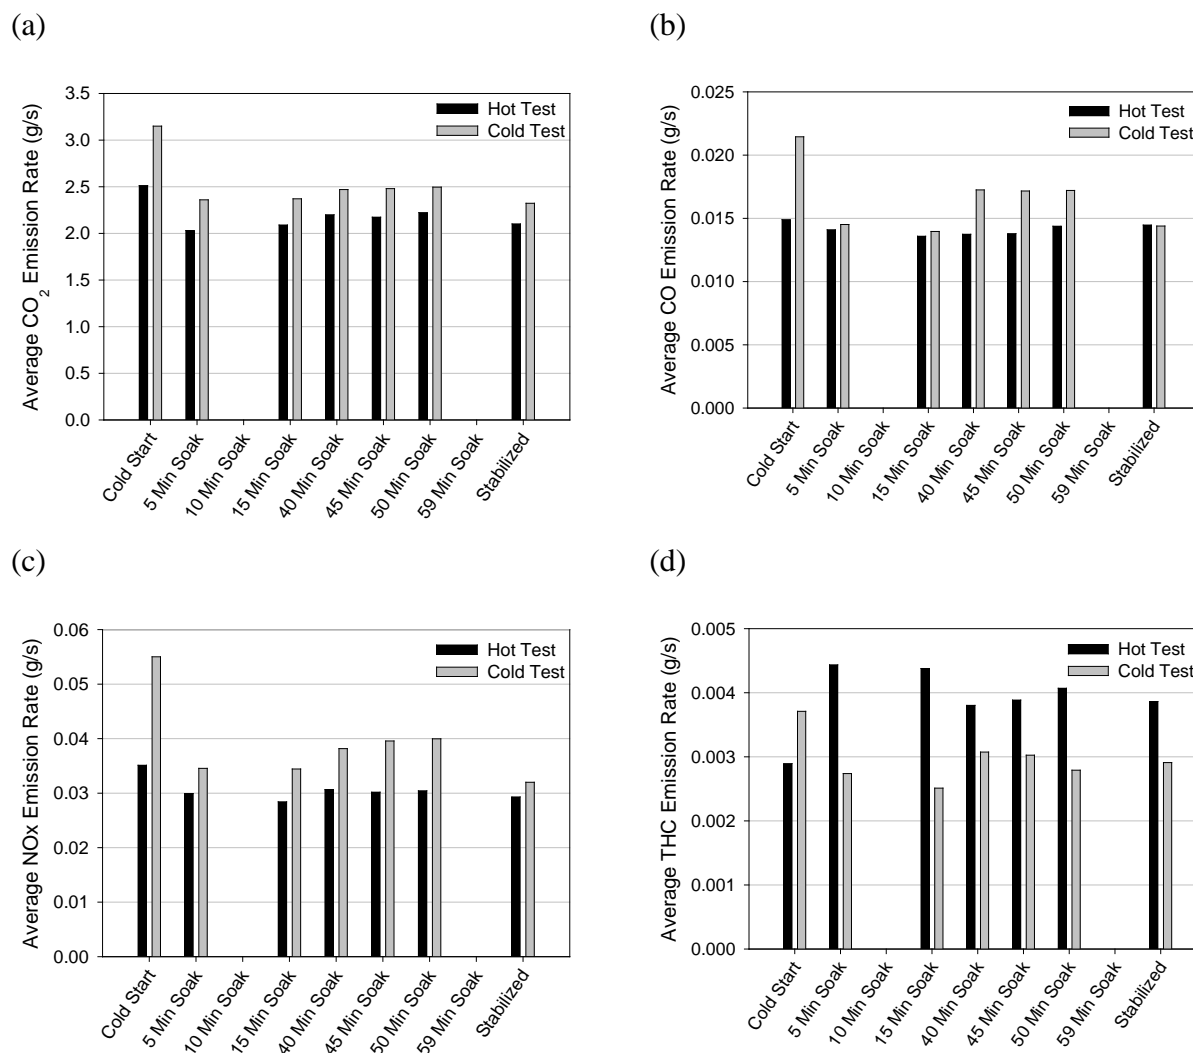 (a)
Average CO2 Emission Rate (g/s)
3.5
3.0
2.5
2.0
1.5
1.0
0.5
0.0
Hot Test
Cold Test
Cold Start
5 Min Soak
10 Min Soak
15 Min Soak
40 Min Soak
45 Min Soak
50 Min Soak
59 Min Soak
Stabilized
(b)
Average CO Emission Rate (g/s)
0.025
0.020
0.015
0.010
0.005
0.000
Hot Test
Cold Test
Cold Start
5 Min Soak
10 Min Soak
15 Min Soak
40 Min Soak
45 Min Soak
50 Min Soak
59 Min Soak
Stabilized
(c)
Average NOx Emission Rate (g/s)
0.06
0.05
0.04
0.03
0.02
0.01
0.00
Hot Test
Cold Test
Cold Start
5 Min Soak
10 Min Soak
15 Min Soak
40 Min Soak
45 Min Soak
50 Min Soak
59 Min Soak
Stabilized
(d)
Average THC Emission Rate (g/s)
0.005
0.004
0.003
0.002
0.001
0.000
Hot Test
Cold Test
Cold Start
5 Min Soak
10 Min Soak
15 Min Soak
40 Min Soak
45 Min Soak
50 Min Soak
59 Min Soak
Stabilized